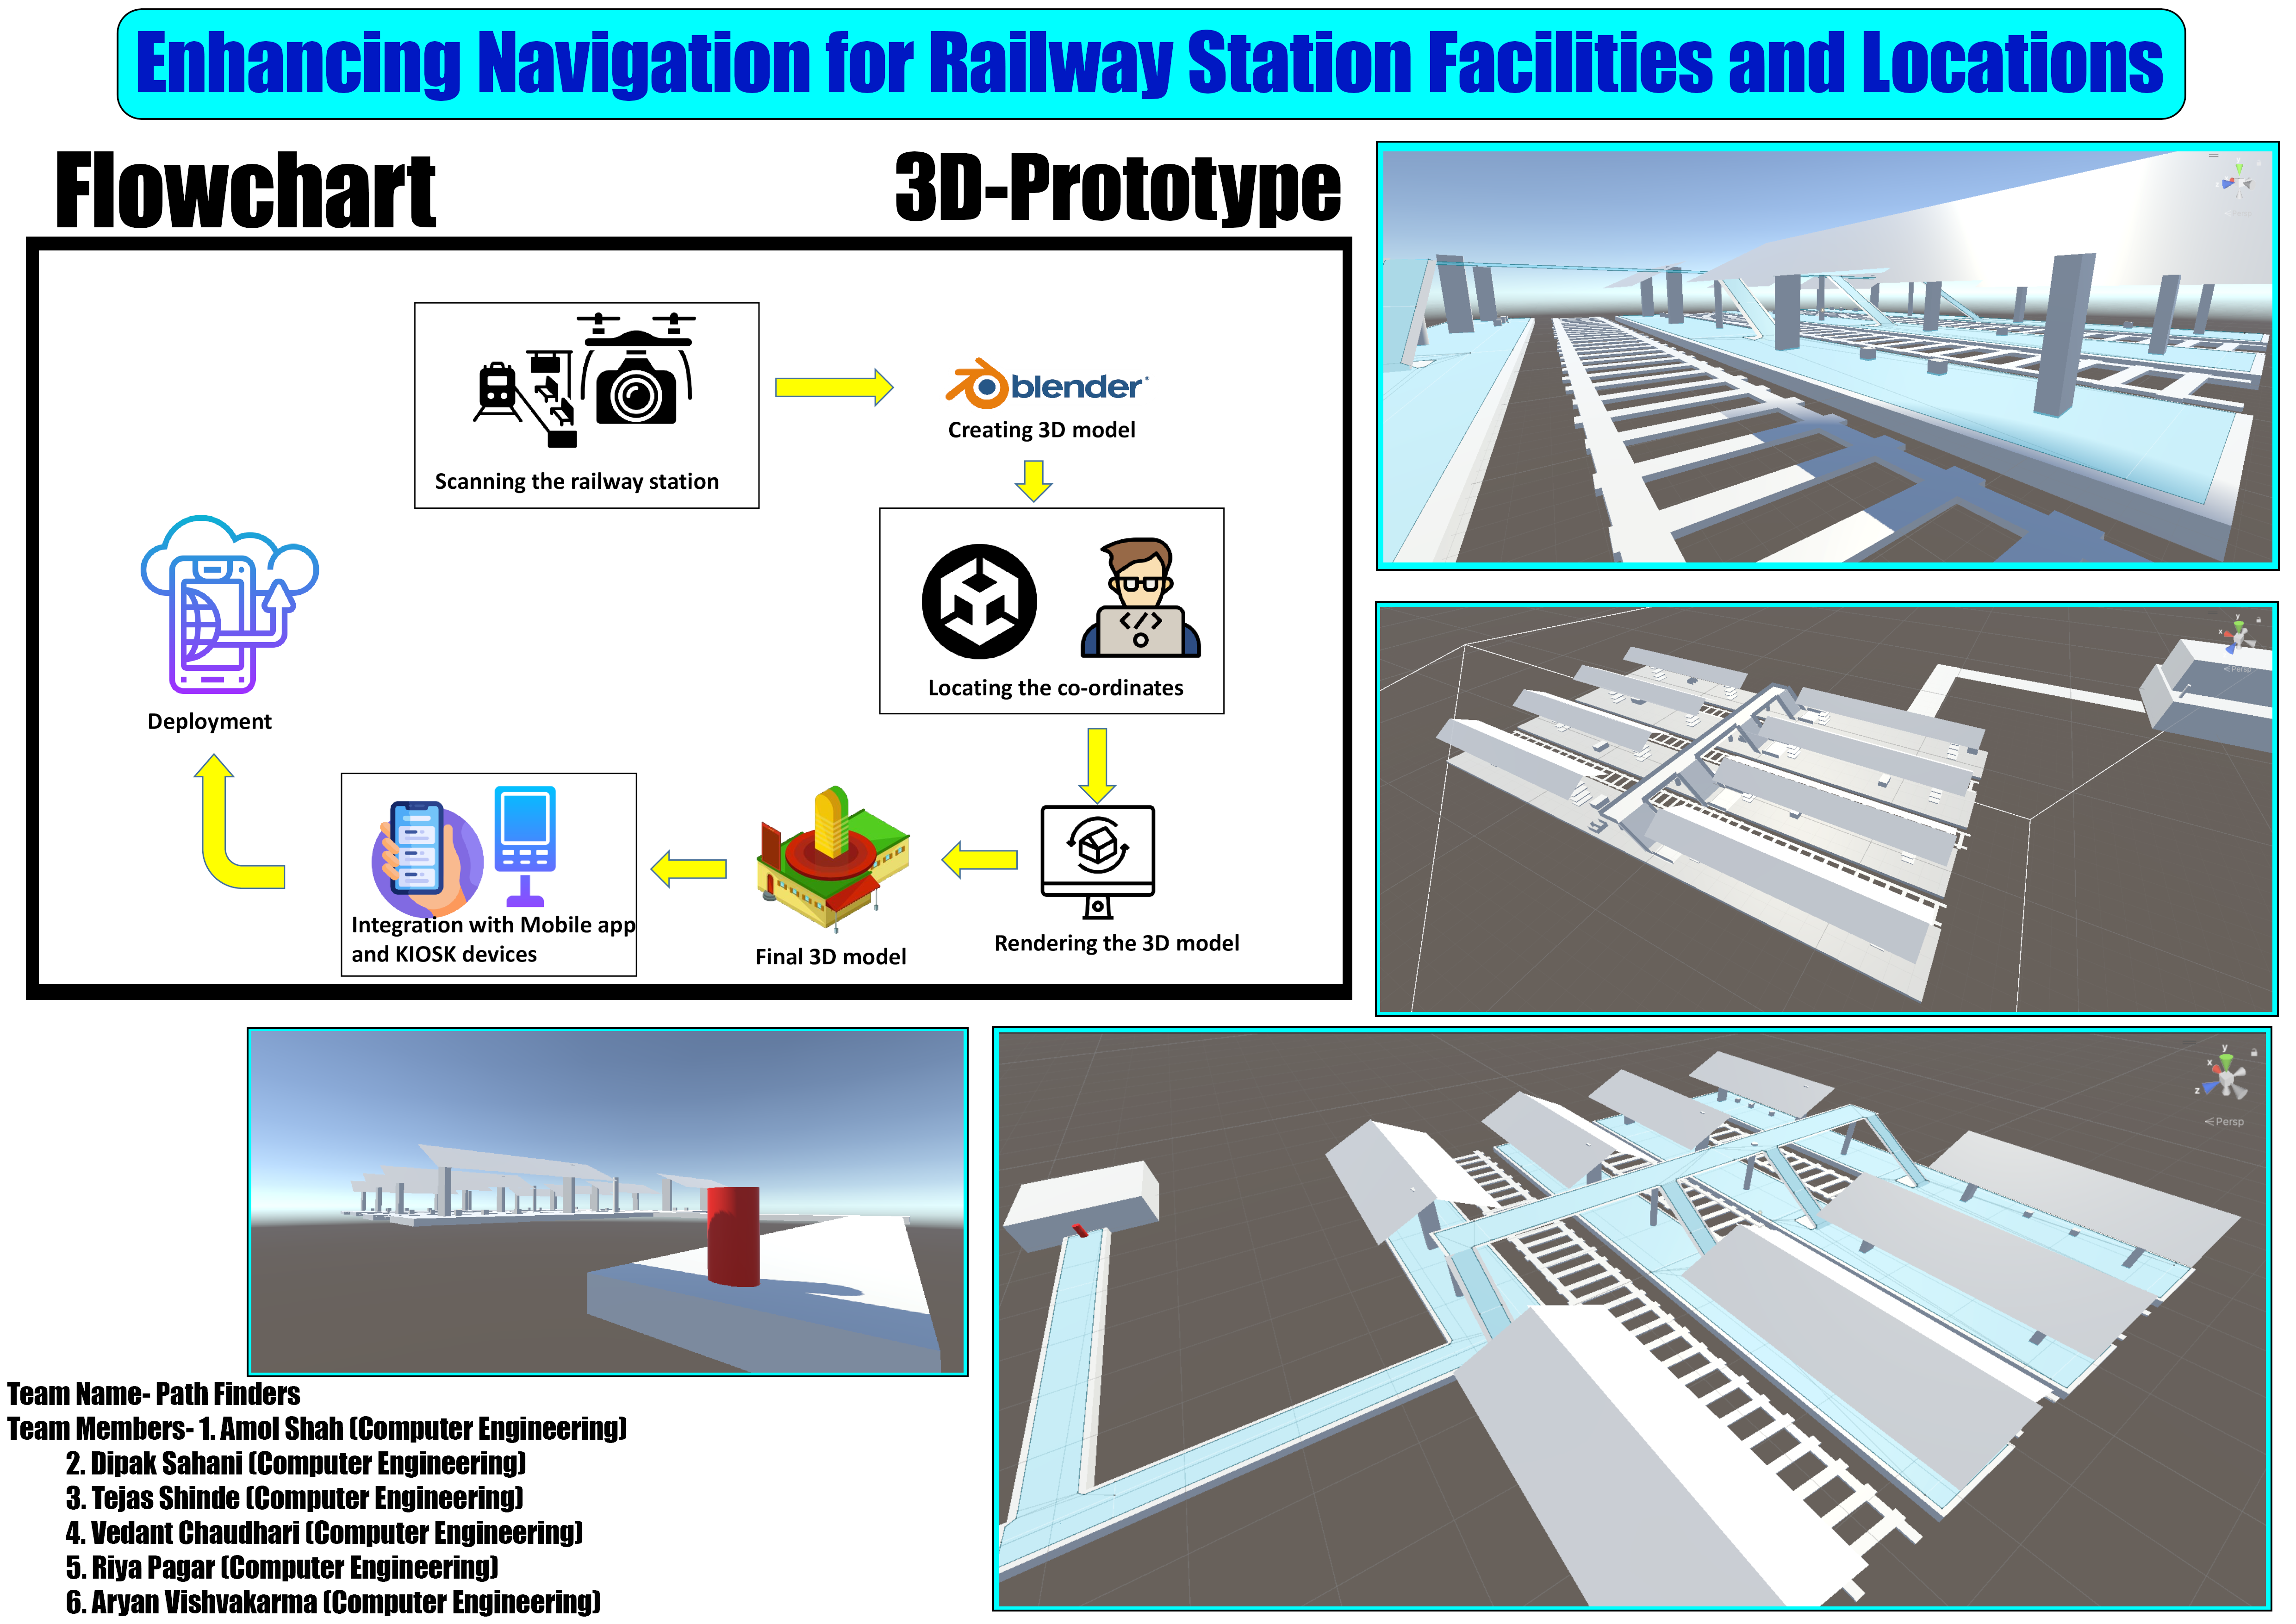 Enhancing Navigation for Railway Station Facilities and Locations
Flowchart
3D-Prototype
Scanning the railway station
blender
Creating 3D model
Locating the co-ordinates
Rendering the 3D model
Final 3D model
Integration with Mobile app
and KIOSK devices
Deployment
y
x
z
Persp
Team Name- Path Finders
Team Members- 1. Amol Shah (Computer Engineering)
2. Dipak Sahani (Computer Engineering)
3. Tejas Shinde (Computer Engineering)
4. Vedant Chaudhari (Computer Engineering)
5. Riya Pagar (Computer Engineering)
6. Aryan Vishvakarma (Computer Engineering)